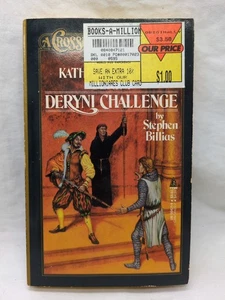 A CROSS
BOOKS-A-MILLION
SAVE AN EXTRA 10%
WITH OUR
MILLIONAIRES CLUB CARD
OUR PRICE
$1.00
KATH
DERYNI CHALLENGE
by
Stephen
Billias